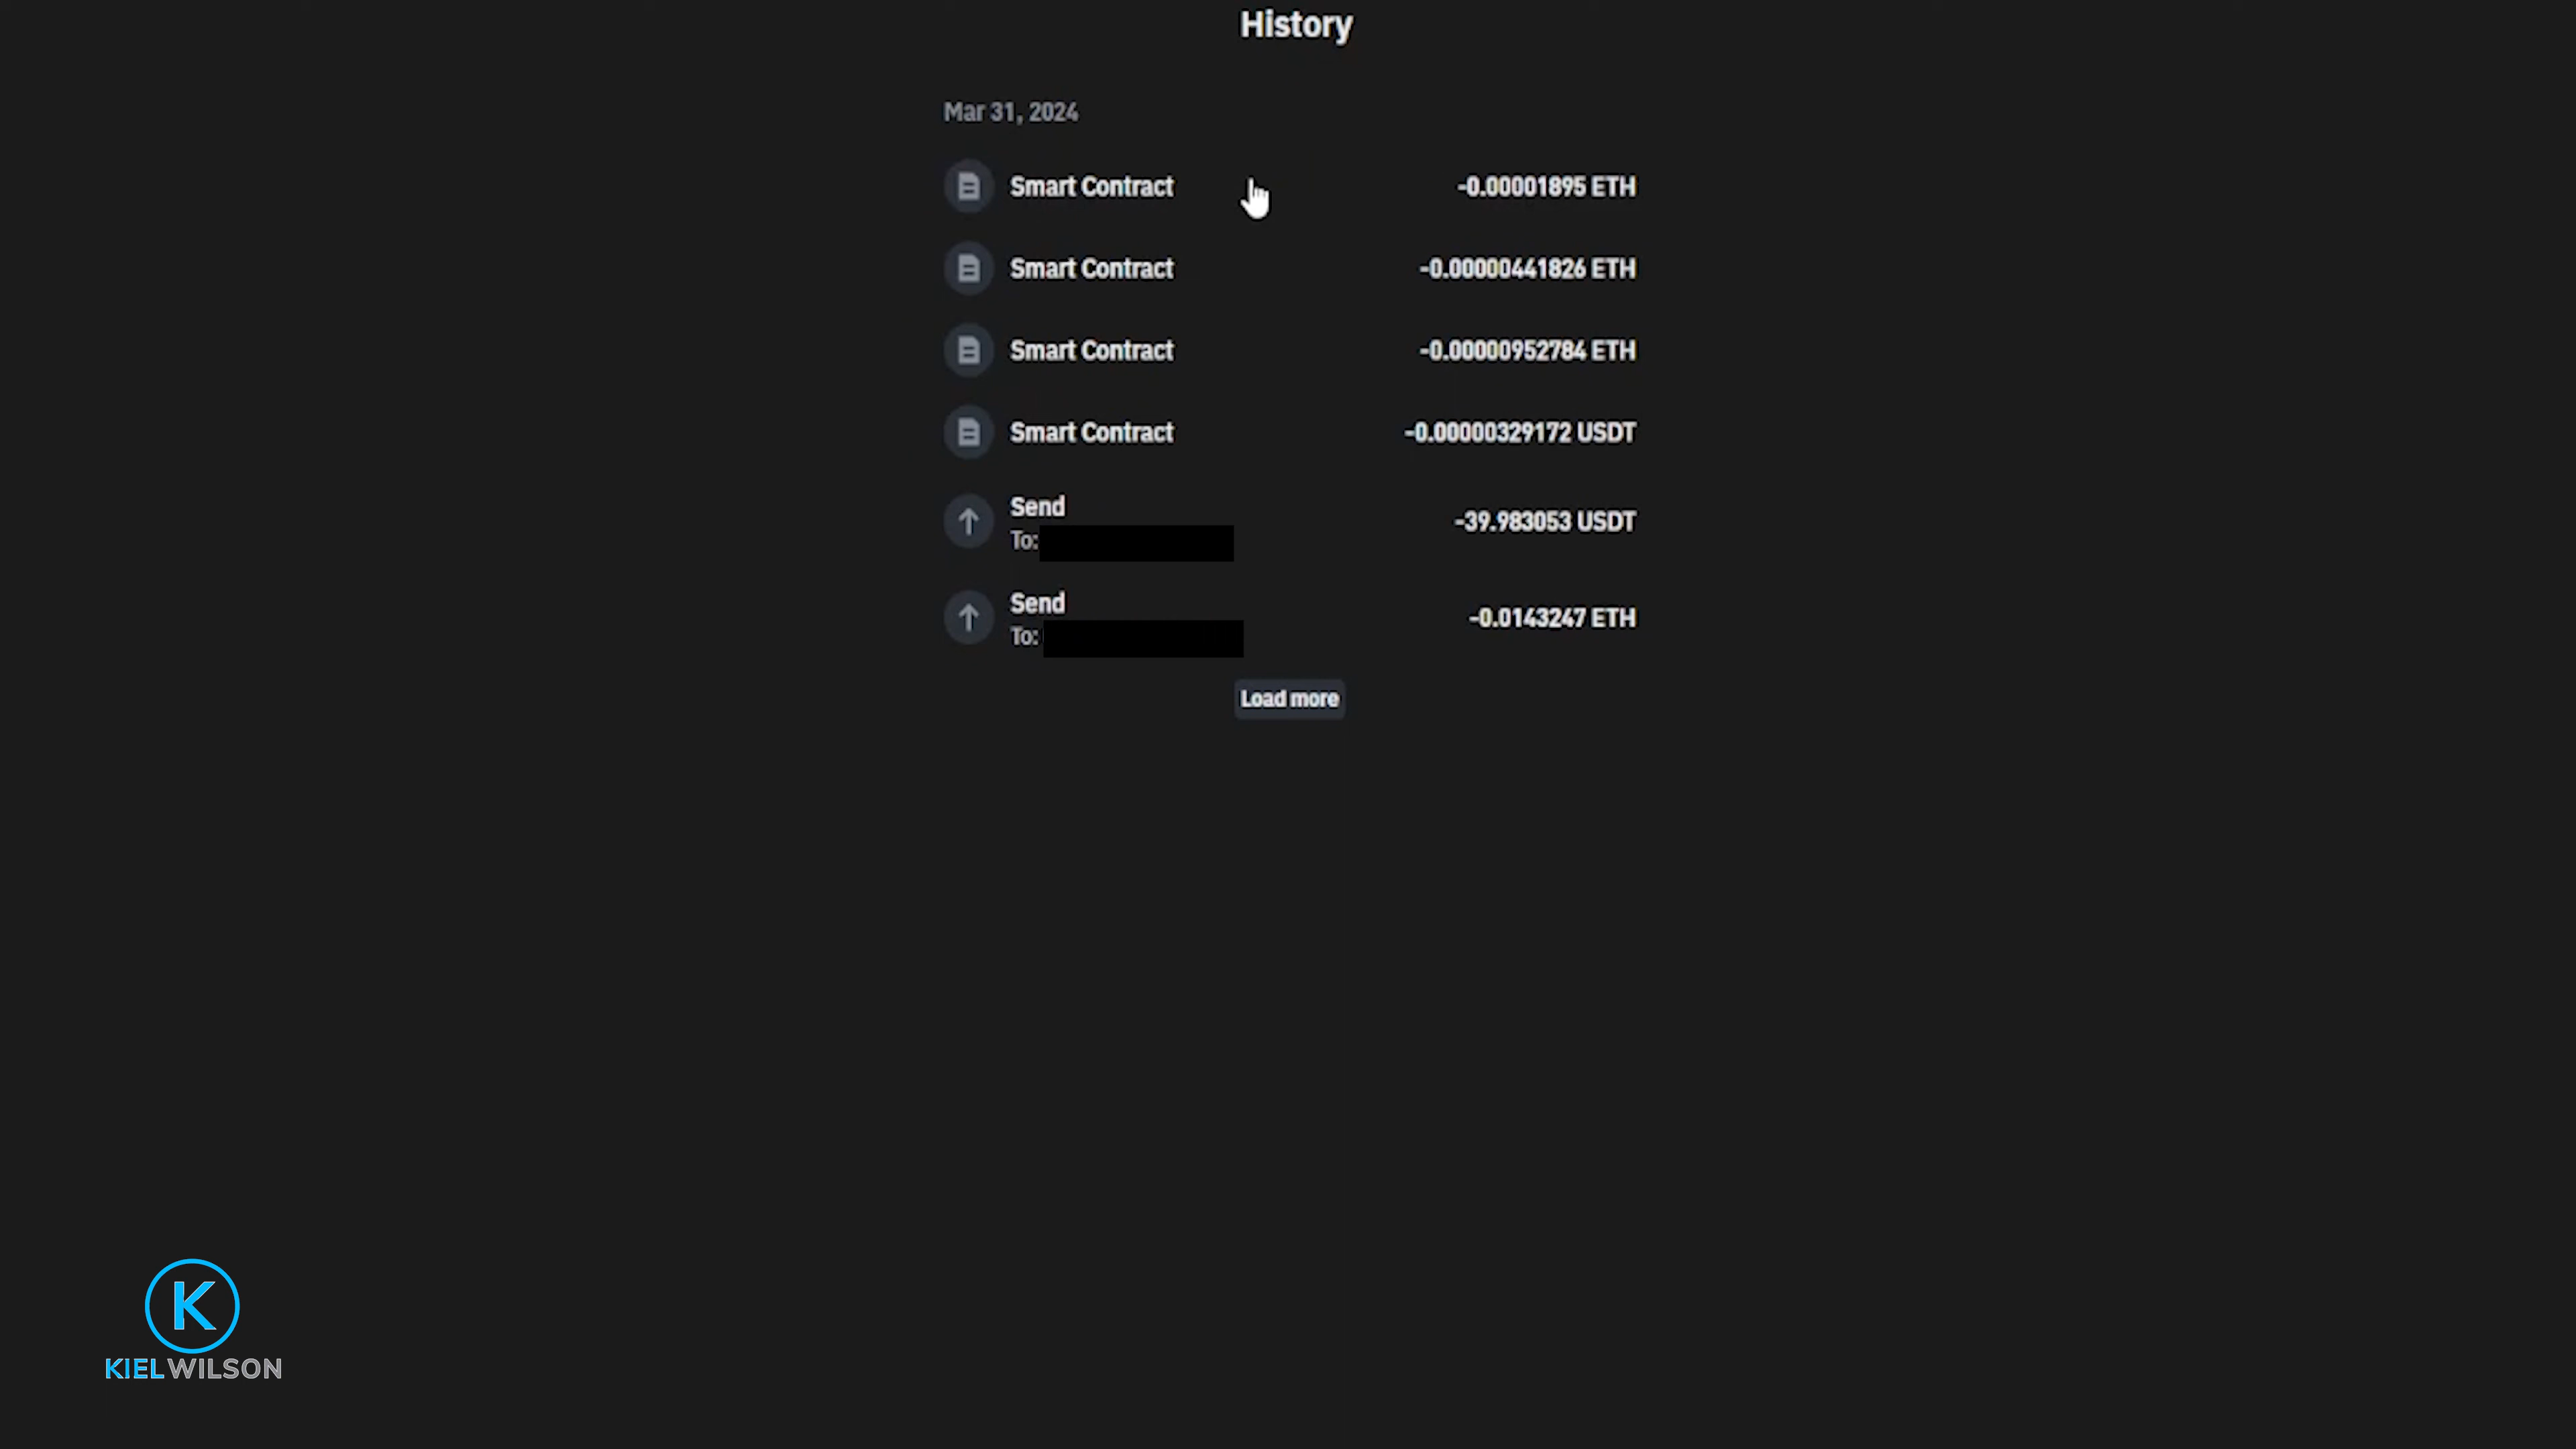 History
Mar 31, 2024
Smart Contract -0.00001895 ETH
Smart Contract -0.00000441826 ETH
Smart Contract -0.00000952784 ETH
Smart Contract -0.00000329172 USDT
Send
To:
-39.983053 USDT
Send
To:
-0.0143247 ETH
Load more
K
KIELWILSON